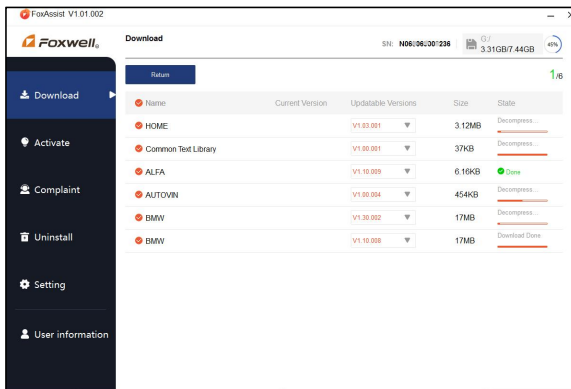 FoxAssist V1.01.002
FOXWELL
Download
SN:
G:/
3.31GB/7.44GB
45%
Return
1/6
Download
Name Current Version Updatable Versions Size State
HOME V1.03.001 3.12MB Decompress...
Activate
Common Text Library V1.00.001 37KB Decompress...
ALFA V1.10.009 6.16KB Done
Complaint
AUTOVIN V1.00.004 454KB Decompress...
BMW V1.30.002 17MB Decompress...
Uninstall
BMW V1.10.008 17MB Download Done
Setting
User information